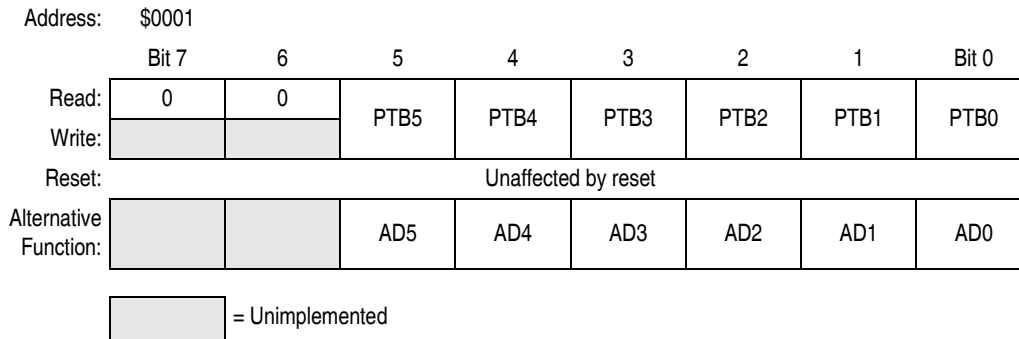 Address: $0001
Bit 7 6 5 4 3 2 1 Bit 0
Read: 0 0 PTB5 PTB4 PTB3 PTB2 PTB1 PTB0
Write:
Reset: Unaffected by reset
Alternative
Function: AD5 AD4 AD3 AD2 AD1 AD0
= Unimplemented